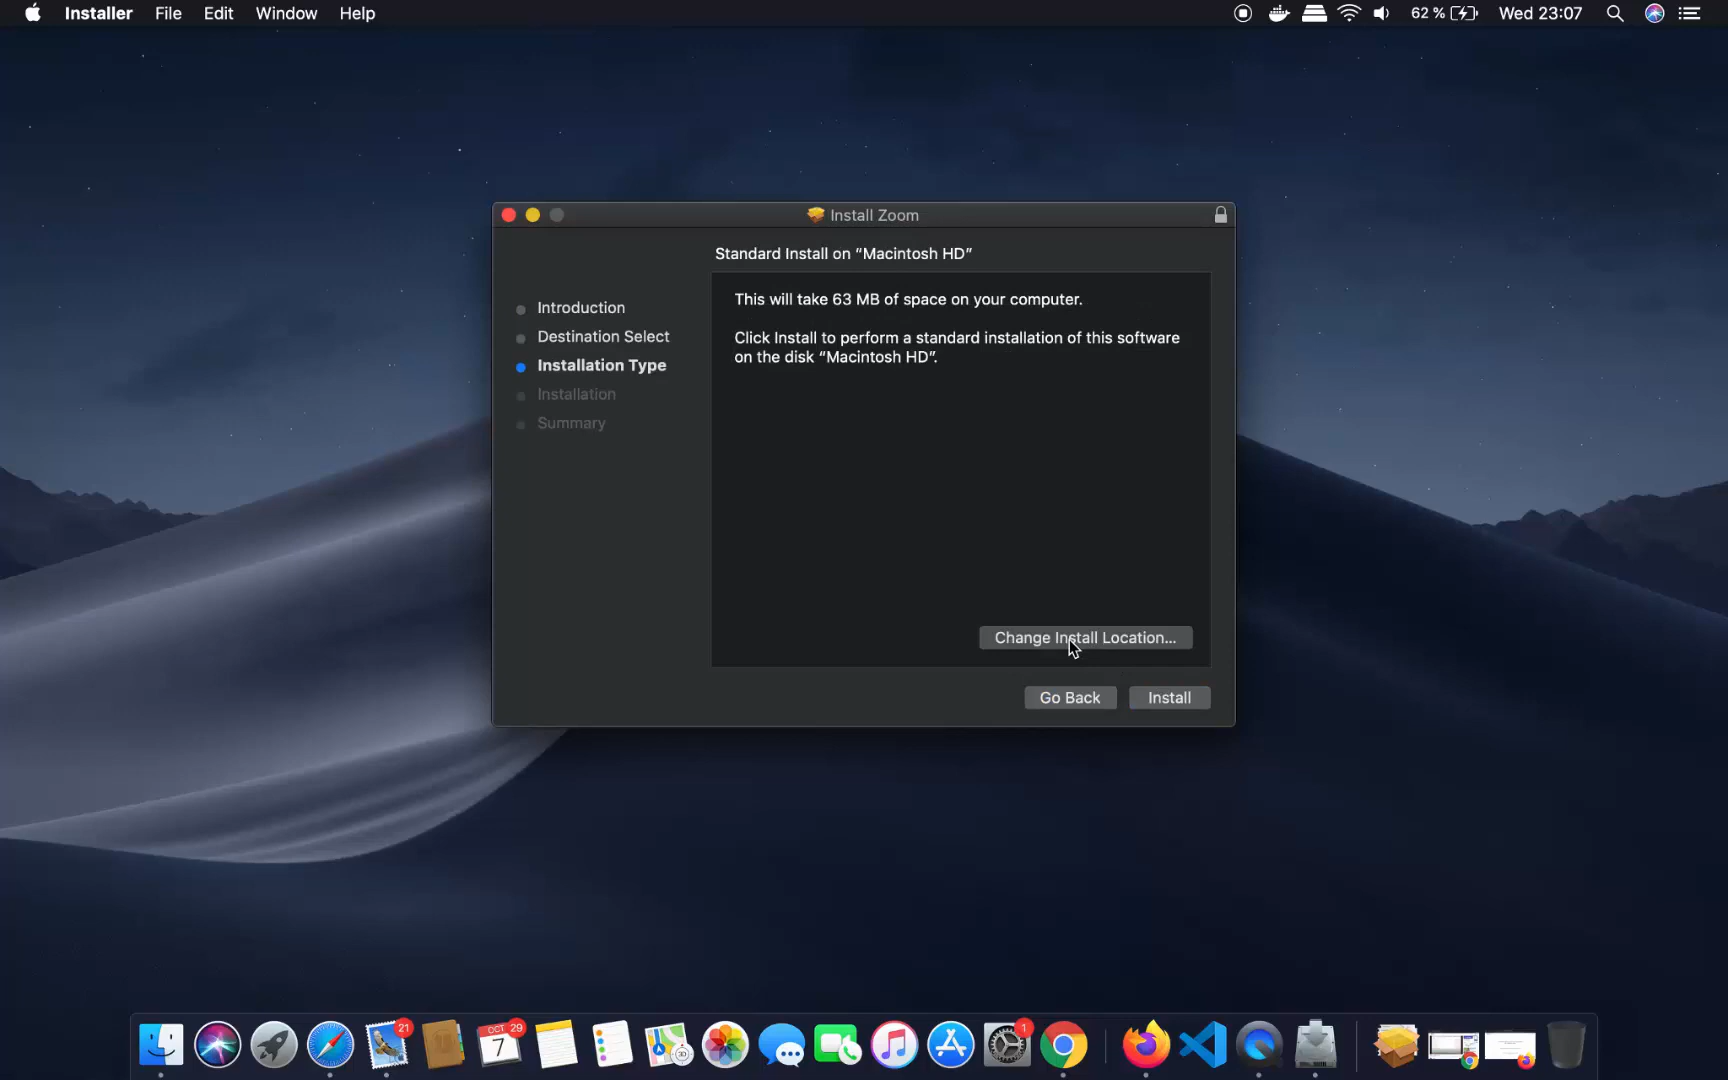 Installer File Edit Window Help 62 % Wed 23:07
Install Zoom
Standard Install on “Macintosh HD”
Introduction
Destination Select
Installation Type
Installation
Summary
This will take 63 MB of space on your computer.
Click Install to perform a standard installation of this software
on the disk “Macintosh HD”.
Change Install Location...
Go Back Install
21
OCT 29
7
3D
1